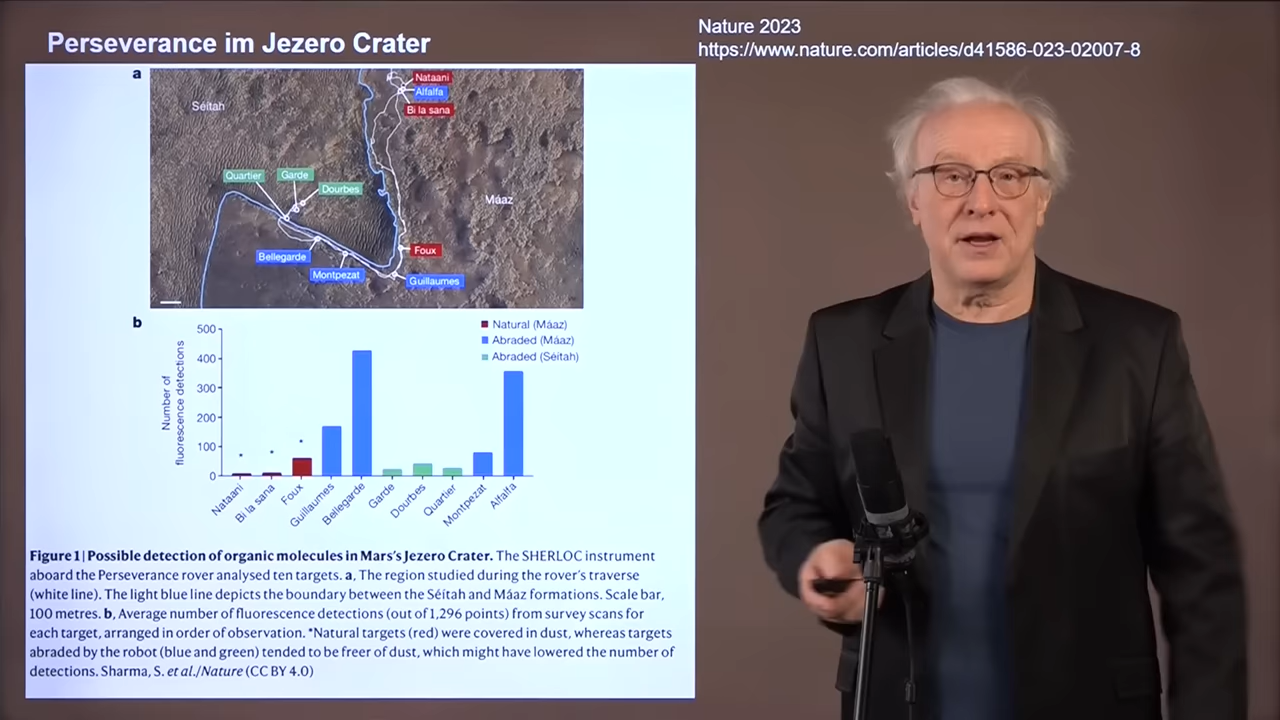 Perseverance im Jezero Crater
Nature 2023
https://www.nature.com/articles/d41586-023-02007-8
a
Nataani
Alfalfa
Bi la sana
Séítah
Quartier
Garde
Dourbes
Máaz
Bellegarde
Montpezat
Foux
Guillaumes
b
Number of
fluorescence detections
500
400
300
200
100
0
Natural (Máaz)
Abraded (Máaz)
Abraded (Séítah)
*
*
*
Nataani
Bi la sana
Foux
Guillaumes
Bellegarde
Garde
Dourbes
Quartier
Montpezat
Alfalfa
Figure 1 | Possible detection of organic molecules in Mars's Jezero Crater. The SHERLOC instrument
aboard the Perseverance rover analysed ten targets. a, The region studied during the rover's traverse
(white line). The light blue line depicts the boundary between the Séítah and Máaz formations. Scale bar,
100 metres. b, Average number of fluorescence detections (out of 1,296 points) from survey scans for
each target, arranged in order of observation. *Natural targets (red) were covered in dust, whereas targets
abraded by the robot (blue and green) tended to be freer of dust, which might have lowered the number of
detections. Sharma, S. et al./Nature (CC BY 4.0)